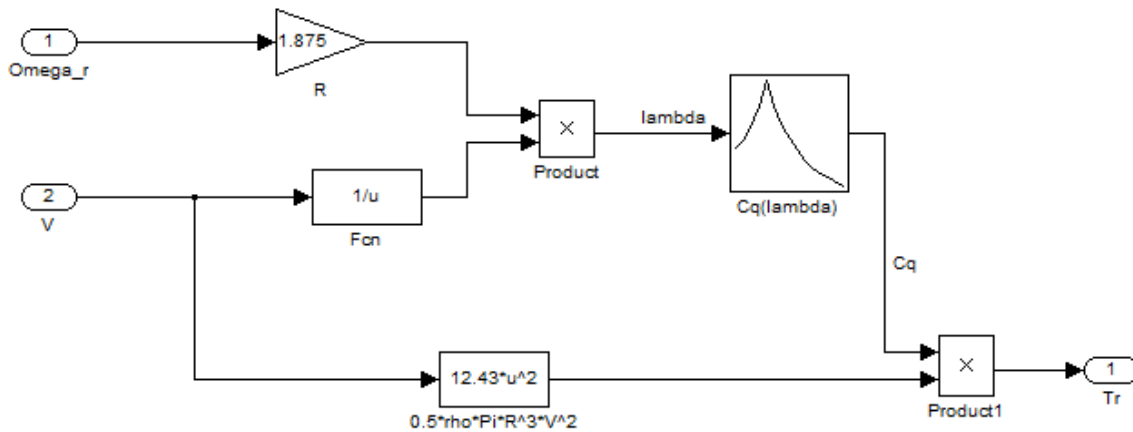 1
Omega_r
1.875
R
lambda
Product
Cq(lambda)
2
V
1/u
Fcn
Cq
12.43*u^2
0.5*rho*Pi*R^3*V^2
Product1
1
Tr